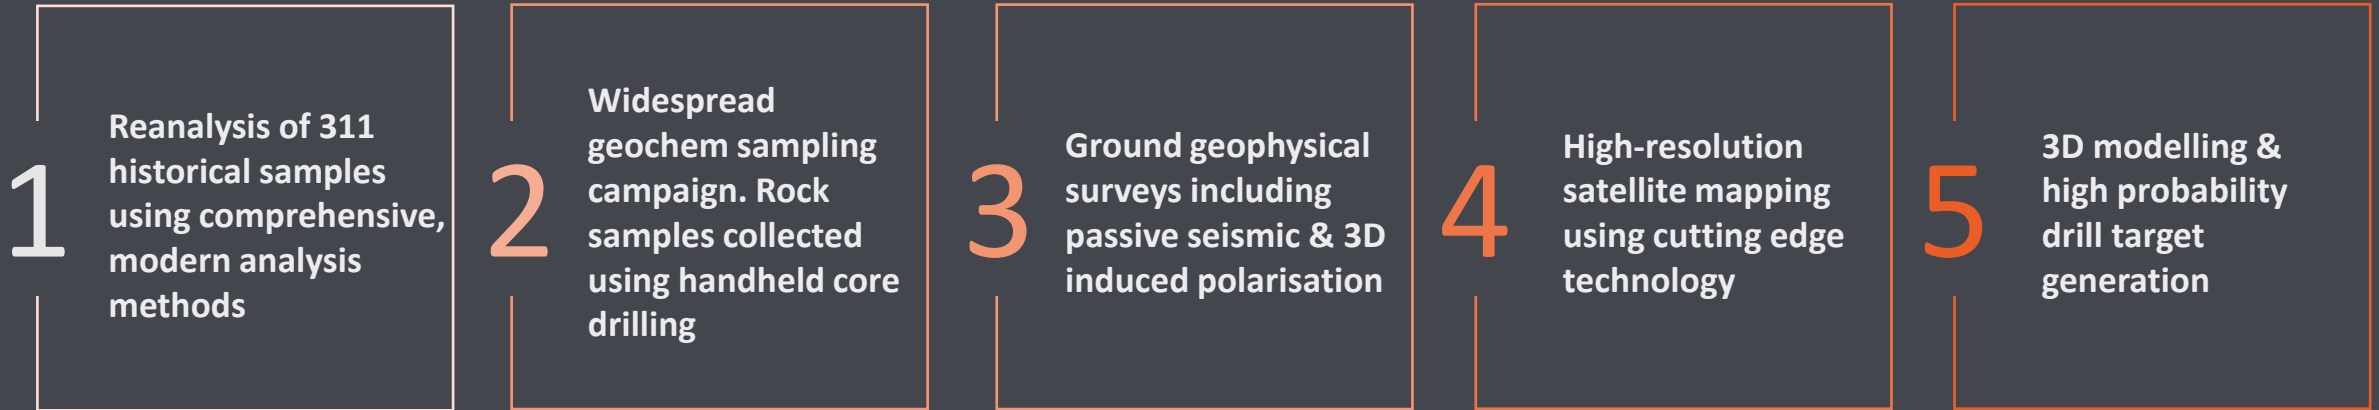 1
Reanalysis of 311
historical samples
using comprehensive,
modern analysis
methods
2
Widespread
geochem sampling
campaign. Rock
samples collected
using handheld core
drilling
3
Ground geophysical
surveys including
passive seismic & 3D
induced polarisation
4
High-resolution
satellite mapping
using cutting edge
technology
5
3D modelling &
high probability
drill target
generation